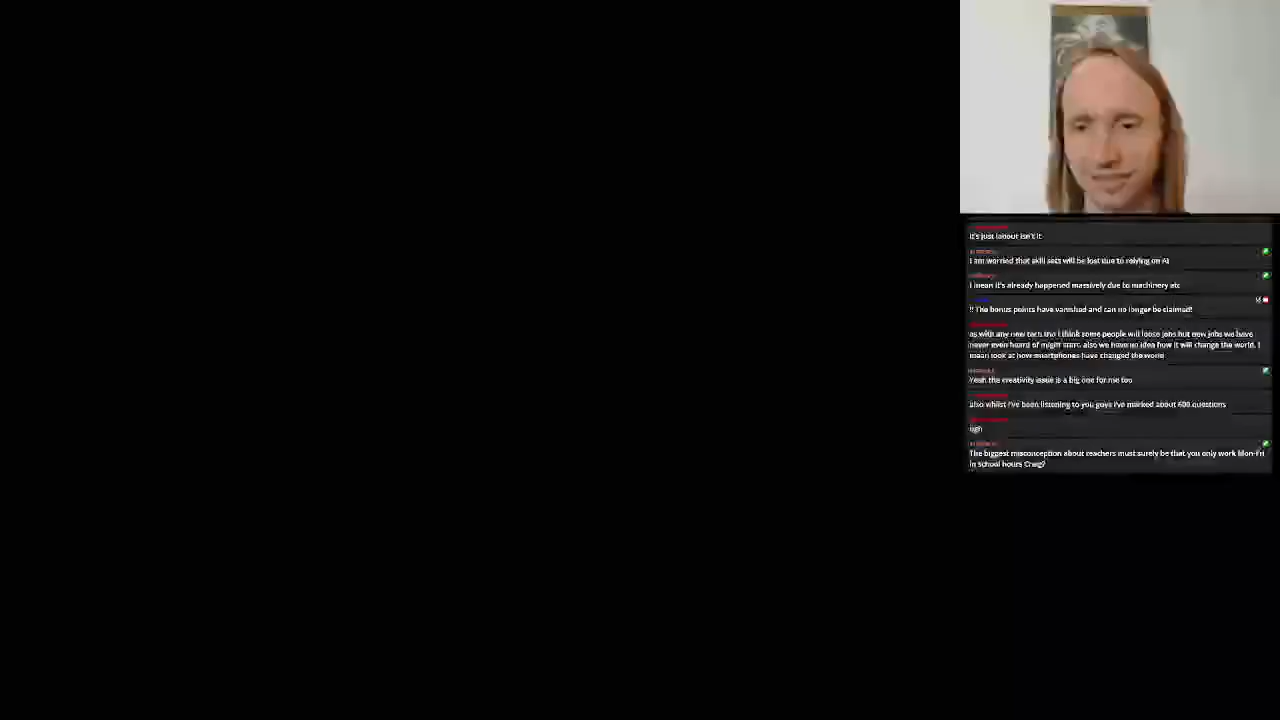 It's just labour isn't it
I am worried that skill sets will be lost due to relying on AI
I mean it's already happened massively due to machinery etc
!! The bonus points have vanished and can no longer be claimed!
as with any new tech tho I think some people will loose jobs but new jobs we have
never even heard of might start. also we have no idea how it will change the world. I
mean look at how smartphones have changed the world
Yeah the creativity issue is a big one for me too
also whilst I've been listening to you guys I've marked about 600 questions
ugh
The biggest misconception about teachers must surely be that you only work Mon-Fri
in School hours Craig?